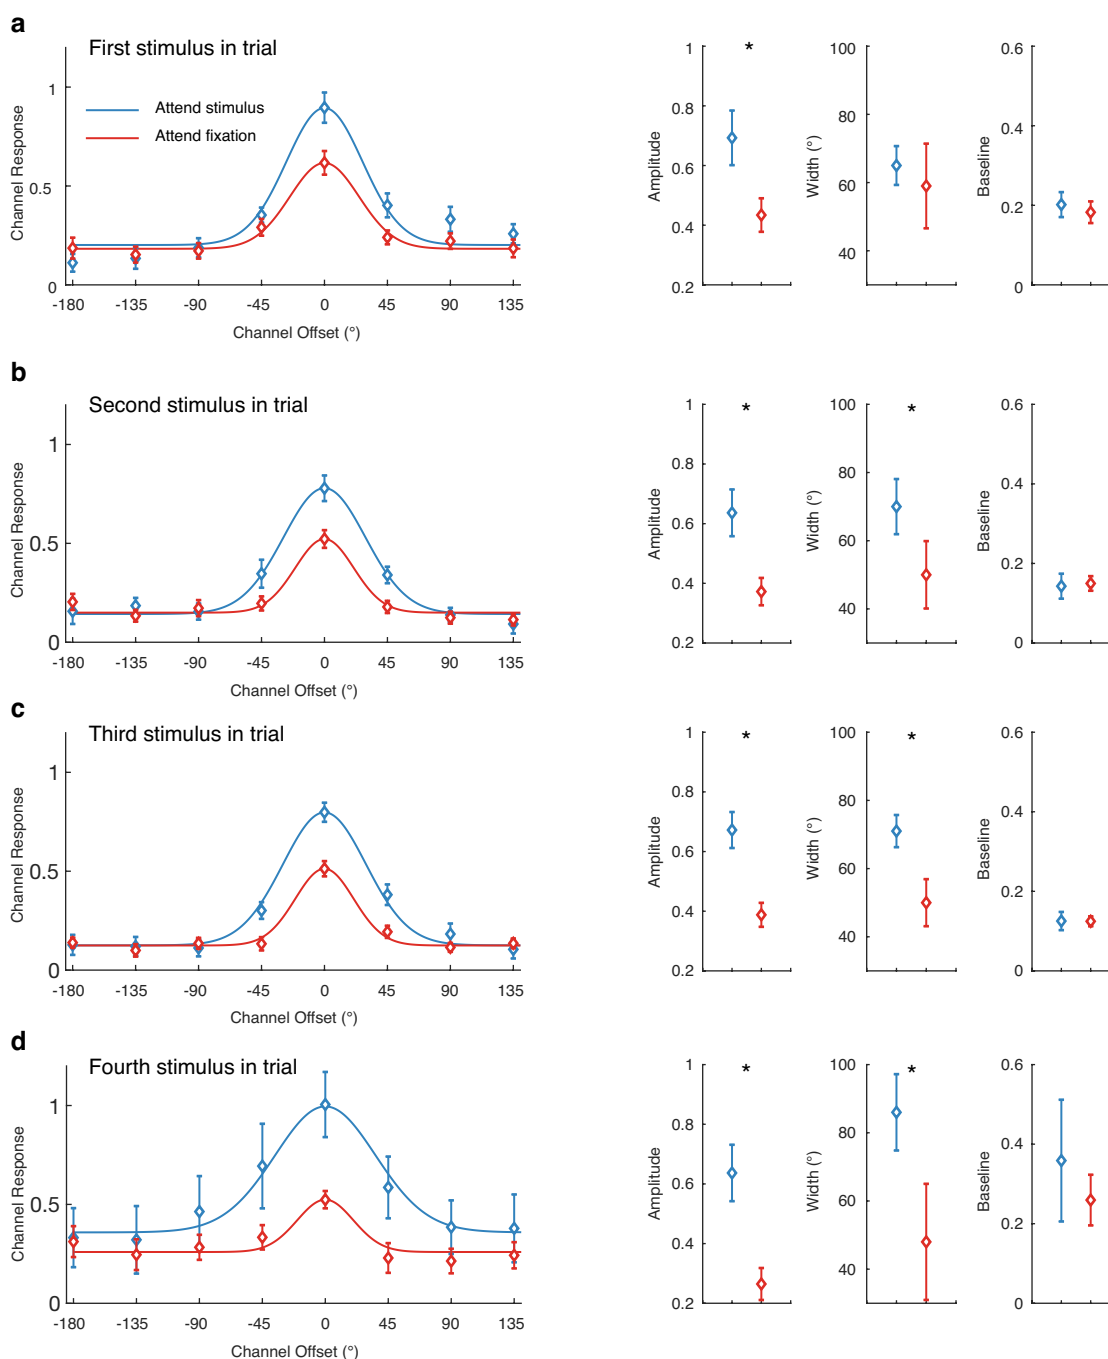 a
First stimulus in trial
Attend stimulus
Attend fixation
Channel Response
1
0.5
0
-180 -135 -90 -45 0 45 90 135
Channel Offset (°)
Amplitude
1
0.8
0.6
0.4
0.2
*
Width (°)
100
80
60
40
Baseline
0.6
0.4
0.2
0
b
Second stimulus in trial
Channel Response
1
0.5
0
-180 -135 -90 -45 0 45 90 135
Channel Offset (°)
Amplitude
1
0.8
0.6
0.4
0.2
*
Width (°)
100
80
60
40
*
Baseline
0.6
0.4
0.2
0
c
Third stimulus in trial
Channel Response
1
0.5
0
-180 -135 -90 -45 0 45 90 135
Channel Offset (°)
Amplitude
1
0.8
0.6
0.4
0.2
*
Width (°)
100
80
60
40
*
Baseline
0.6
0.4
0.2
0
d
Fourth stimulus in trial
Channel Response
1
0.5
0
-180 -135 -90 -45 0 45 90 135
Channel Offset (°)
Amplitude
1
0.8
0.6
0.4
0.2
*
Width (°)
100
80
60
40
*
Baseline
0.6
0.4
0.2
0